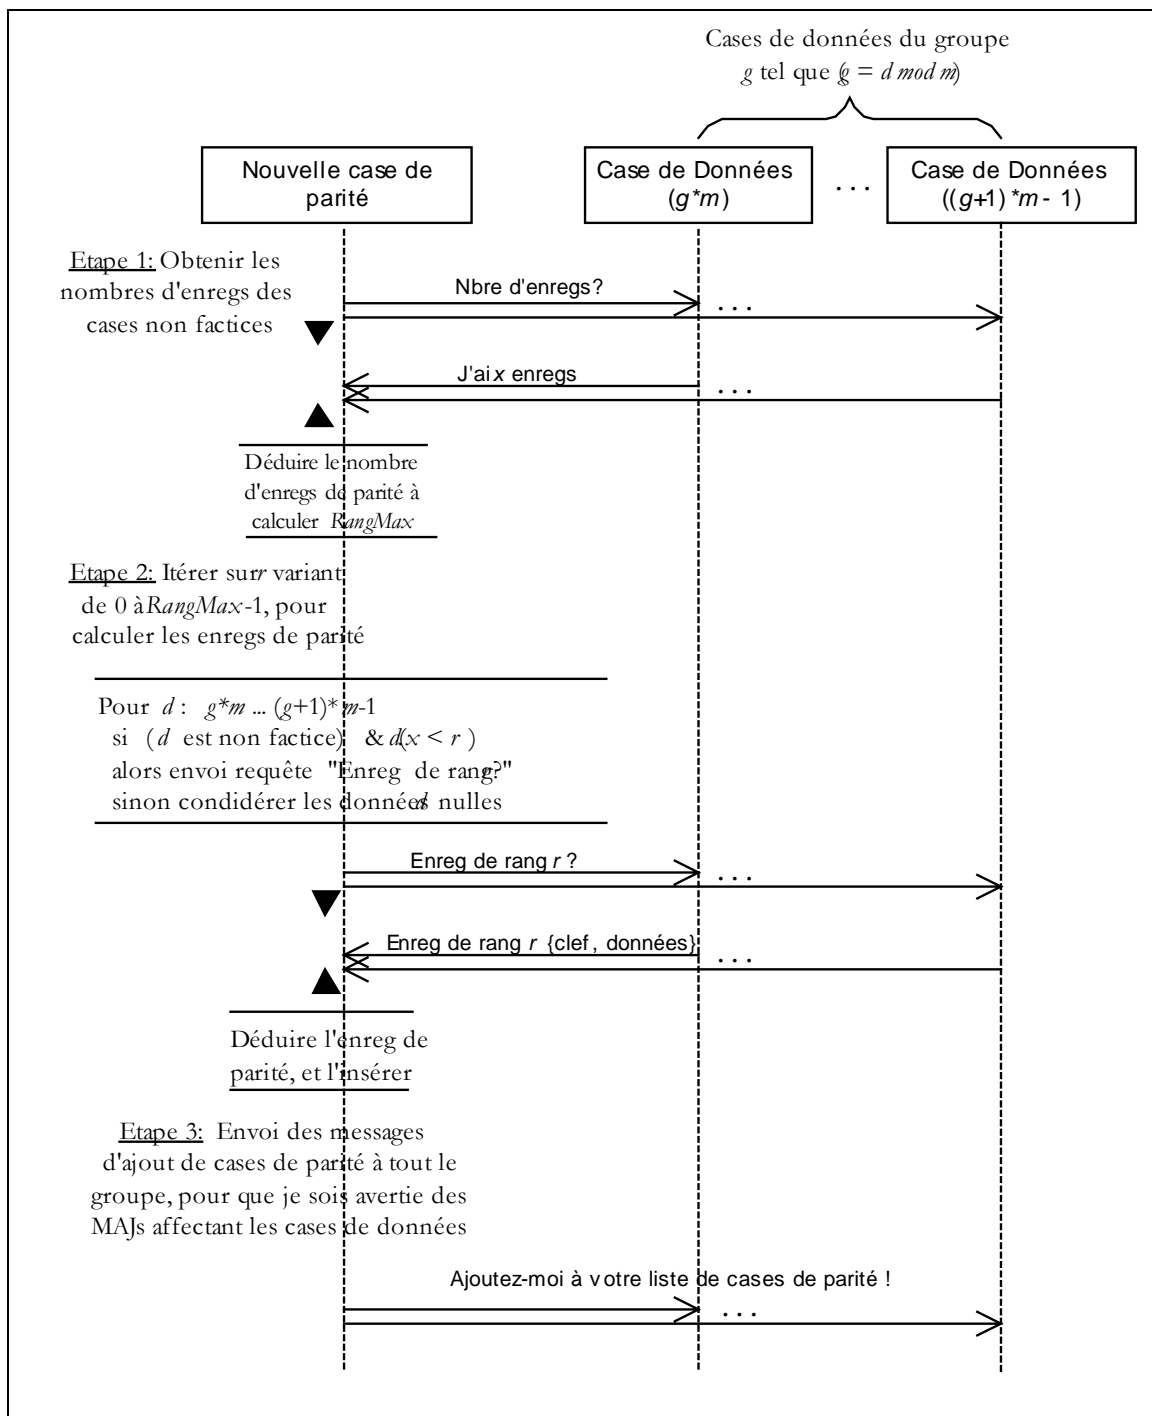 Cases de données du groupe
g tel que (g = d mod m)
Nouvelle case de
parité
Case de Données
(g*m)
...
Case de Données
((g+1)*m- 1)
Etape 1: Obtenir les
nombres d'enregs des
cases non factices
Nbre d'enregs?
...
J'ai x enregs
...
Déduire le nombre
d'enregs de parité à
calculer RangMax
Etape 2: Itérer sur r variant
de 0 à RangMax-1, pour
calculer les enregs de parité
Pour d : g*m ... (g+1)*m-1
si (d est non factice) & d(x < r )
alors envoi requête "Enreg de rang r?"
sinon condidérer les données d nulles
Enreg de rang r ?
...
Enreg de rang r {clef, données}
...
Déduire l'enreg de
parité, et l'insérer
Etape 3: Envoi des messages
d'ajout de cases de parité à tout le
groupe, pour que je sois avertie des
MAJs affectant les cases de données
Ajoutez-moi à votre liste de cases de parité !
...